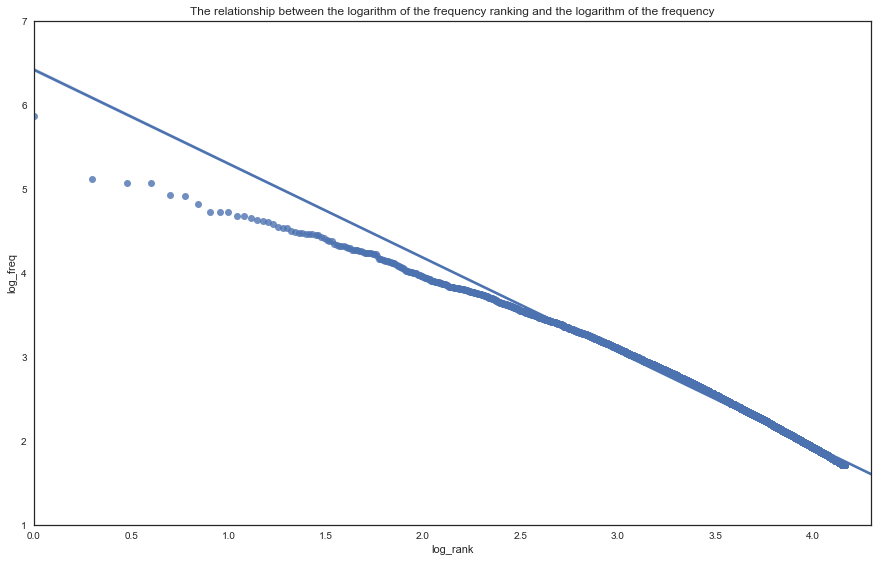 The relationship between the logarithm of the frequency ranking and the logarithm of the frequency
7
6
5
4
3
2
1
log_freq
0.0 0.5 1.0 1.5 2.0 2.5 3.0 3.5 4.0
log_rank